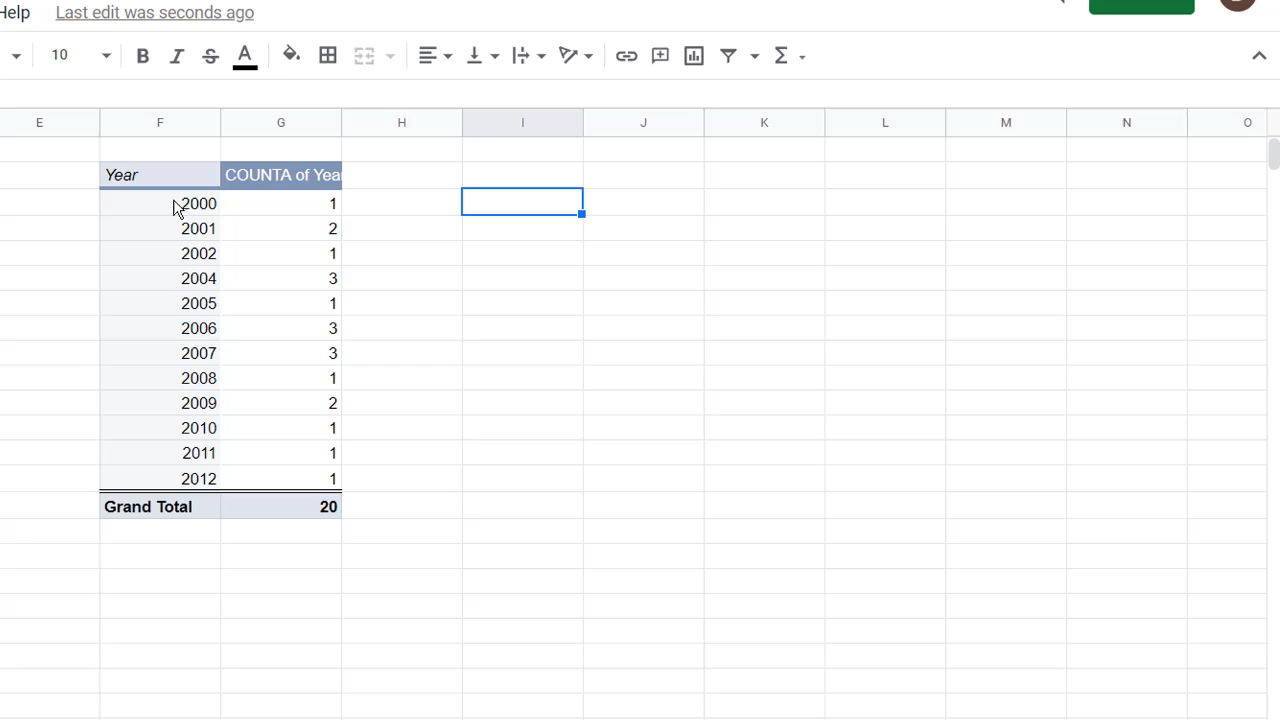 Help Last edit was seconds ago
10 B I S A Σ
E F G H I J K L M N O
Year COUNTA of Year
2000 1
2001 2
2002 1
2004 3
2005 1
2006 3
2007 3
2008 1
2009 2
2010 1
2011 1
2012 1
Grand Total 20